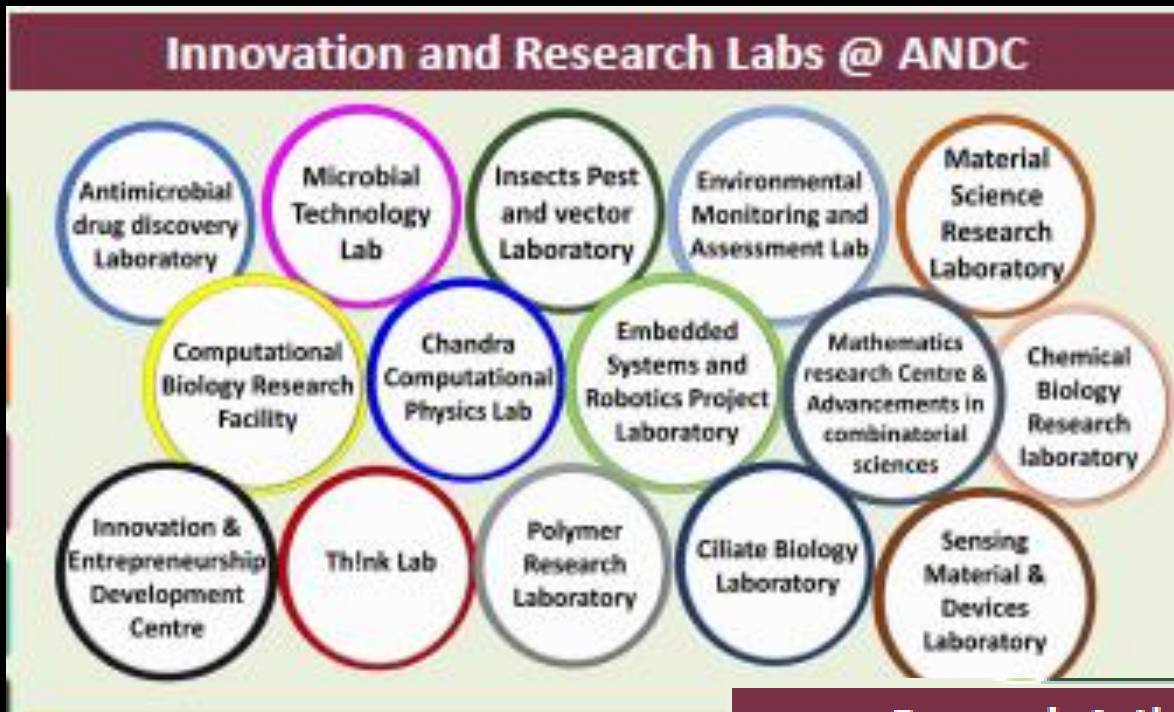 Innovation and Research Labs @ ANDC
Antimicrobial
drug discovery
Laboratory
Microbial
Technology
Lab
Insects Pest
and vector
Laboratory
Environmental
Monitoring and
Assessment Lab
Material
Science
Research
Laboratory
Computational
Biology Research
Facility
Chandra
Computational
Physics Lab
Embedded
Systems and
Robotics Project
Laboratory
Mathematics
research Centre &
Advancements in
combinatorial
sciences
Chemical
Biology
Research
laboratory
Innovation &
Entrepreneurship
Development
Centre
Th!nk Lab
Polymer
Research
Laboratory
Ciliate Biology
Laboratory
Sensing
Material &
Devices
Laboratory